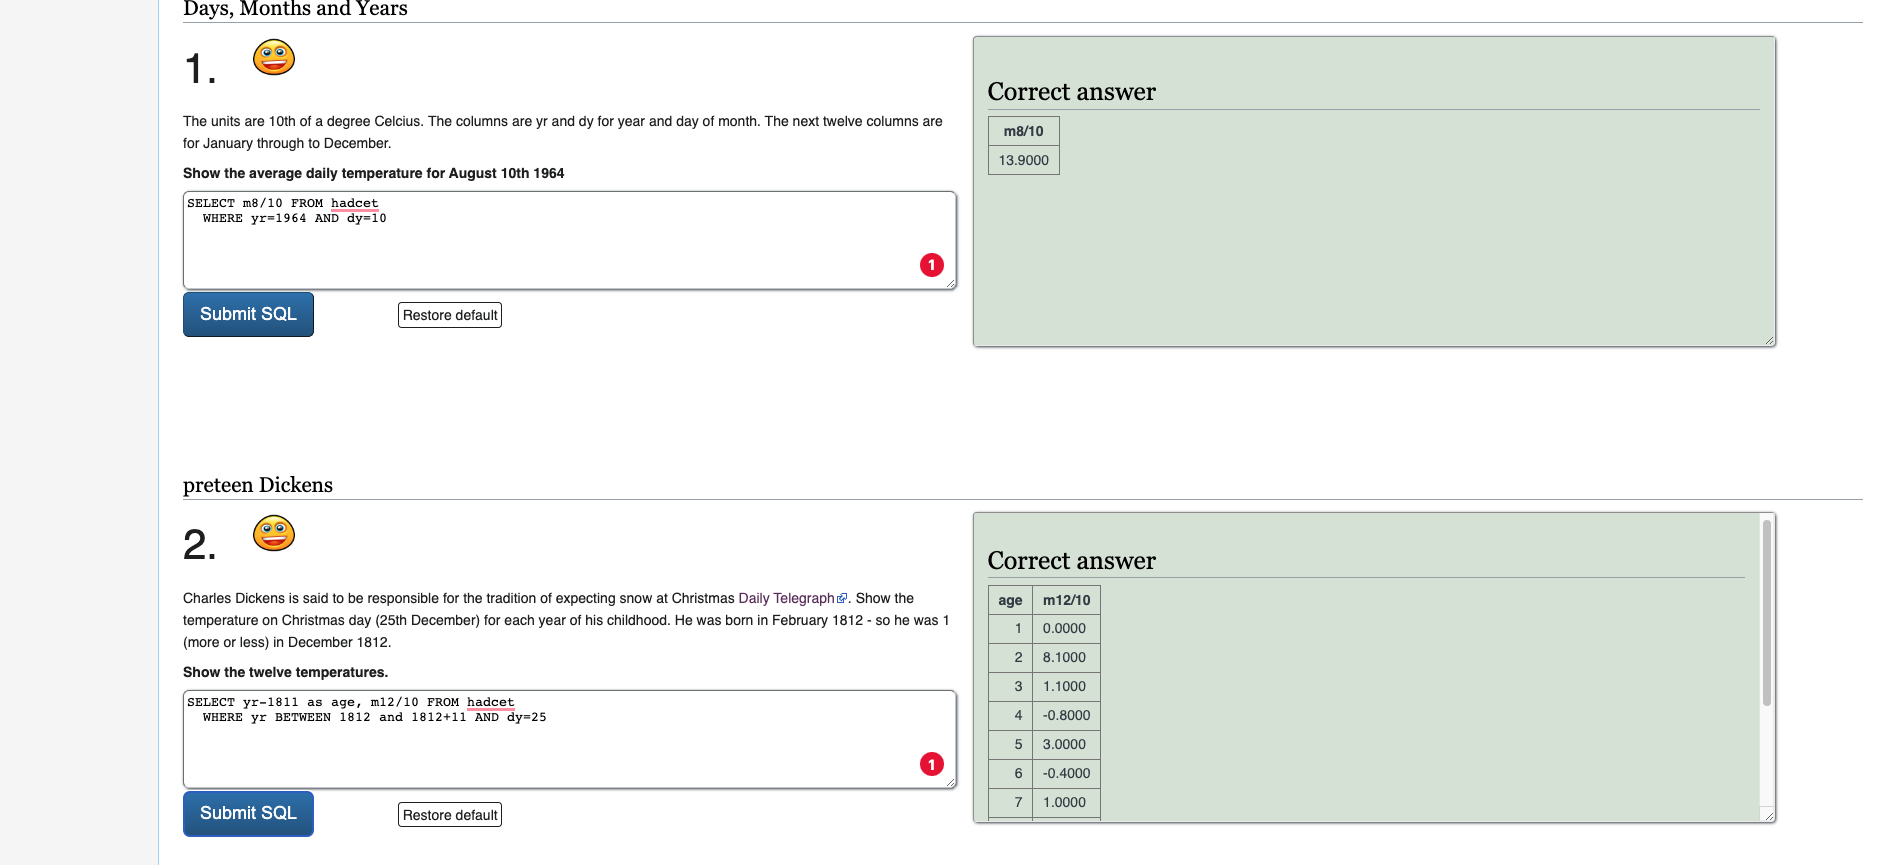 Days, Months and Years
1.
The units are 10th of a degree Celcius. The columns are yr and dy for year and day of month. The next twelve columns are
for January through to December.
Show the average daily temperature for August 10th 1964
SELECT m8/10 FROM hadcet
WHERE yr=1964 AND dy=10
1
Submit SQL
Restore default
Correct answer
m8/10
13.9000
preteen Dickens
2.
Charles Dickens is said to be responsible for the tradition of expecting snow at Christmas Daily Telegraph. Show the
temperature on Christmas day (25th December) for each year of his childhood. He was born in February 1812 - so he was 1
(more or less) in December 1812.
Show the twelve temperatures.
SELECT yr-1811 as age, m12/10 FROM hadcet
WHERE yr BETWEEN 1812 and 1812+11 AND dy=25
1
Submit SQL
Restore default
Correct answer
age m12/10
1 0.0000
2 8.1000
3 1.1000
4 -0.8000
5 3.0000
6 -0.4000
7 1.0000